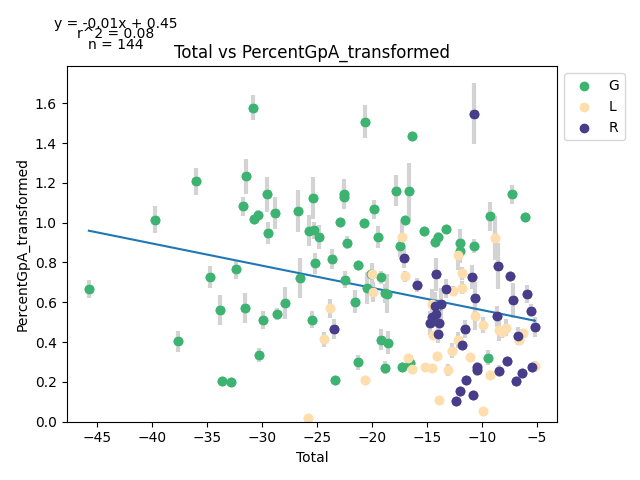 y = -0.01x + 0.45
r^2 = 0.08
n = 144
Total vs PercentGpA_transformed
G
L
R
PercentGpA_transformed
1.6
1.4
1.2
1.0
0.8
0.6
0.4
0.2
0.0
−45 −40 −35 −30 −25 −20 −15 −10 −5
Total